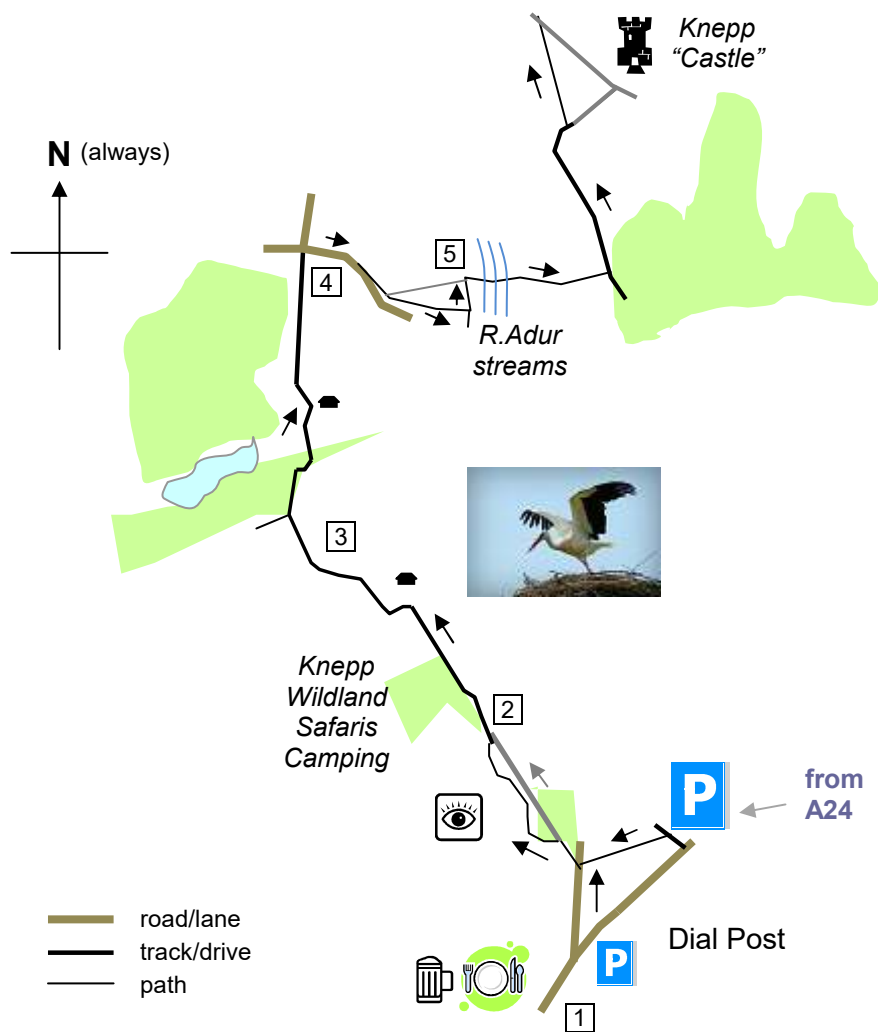 Knepp
“Castle”
N (always)
5
4
R.Adur
streams
3
Knepp
Wildland
Safaris
Camping
2
P
from
A24
road/lane
track/drive
path
Dial Post
P
1